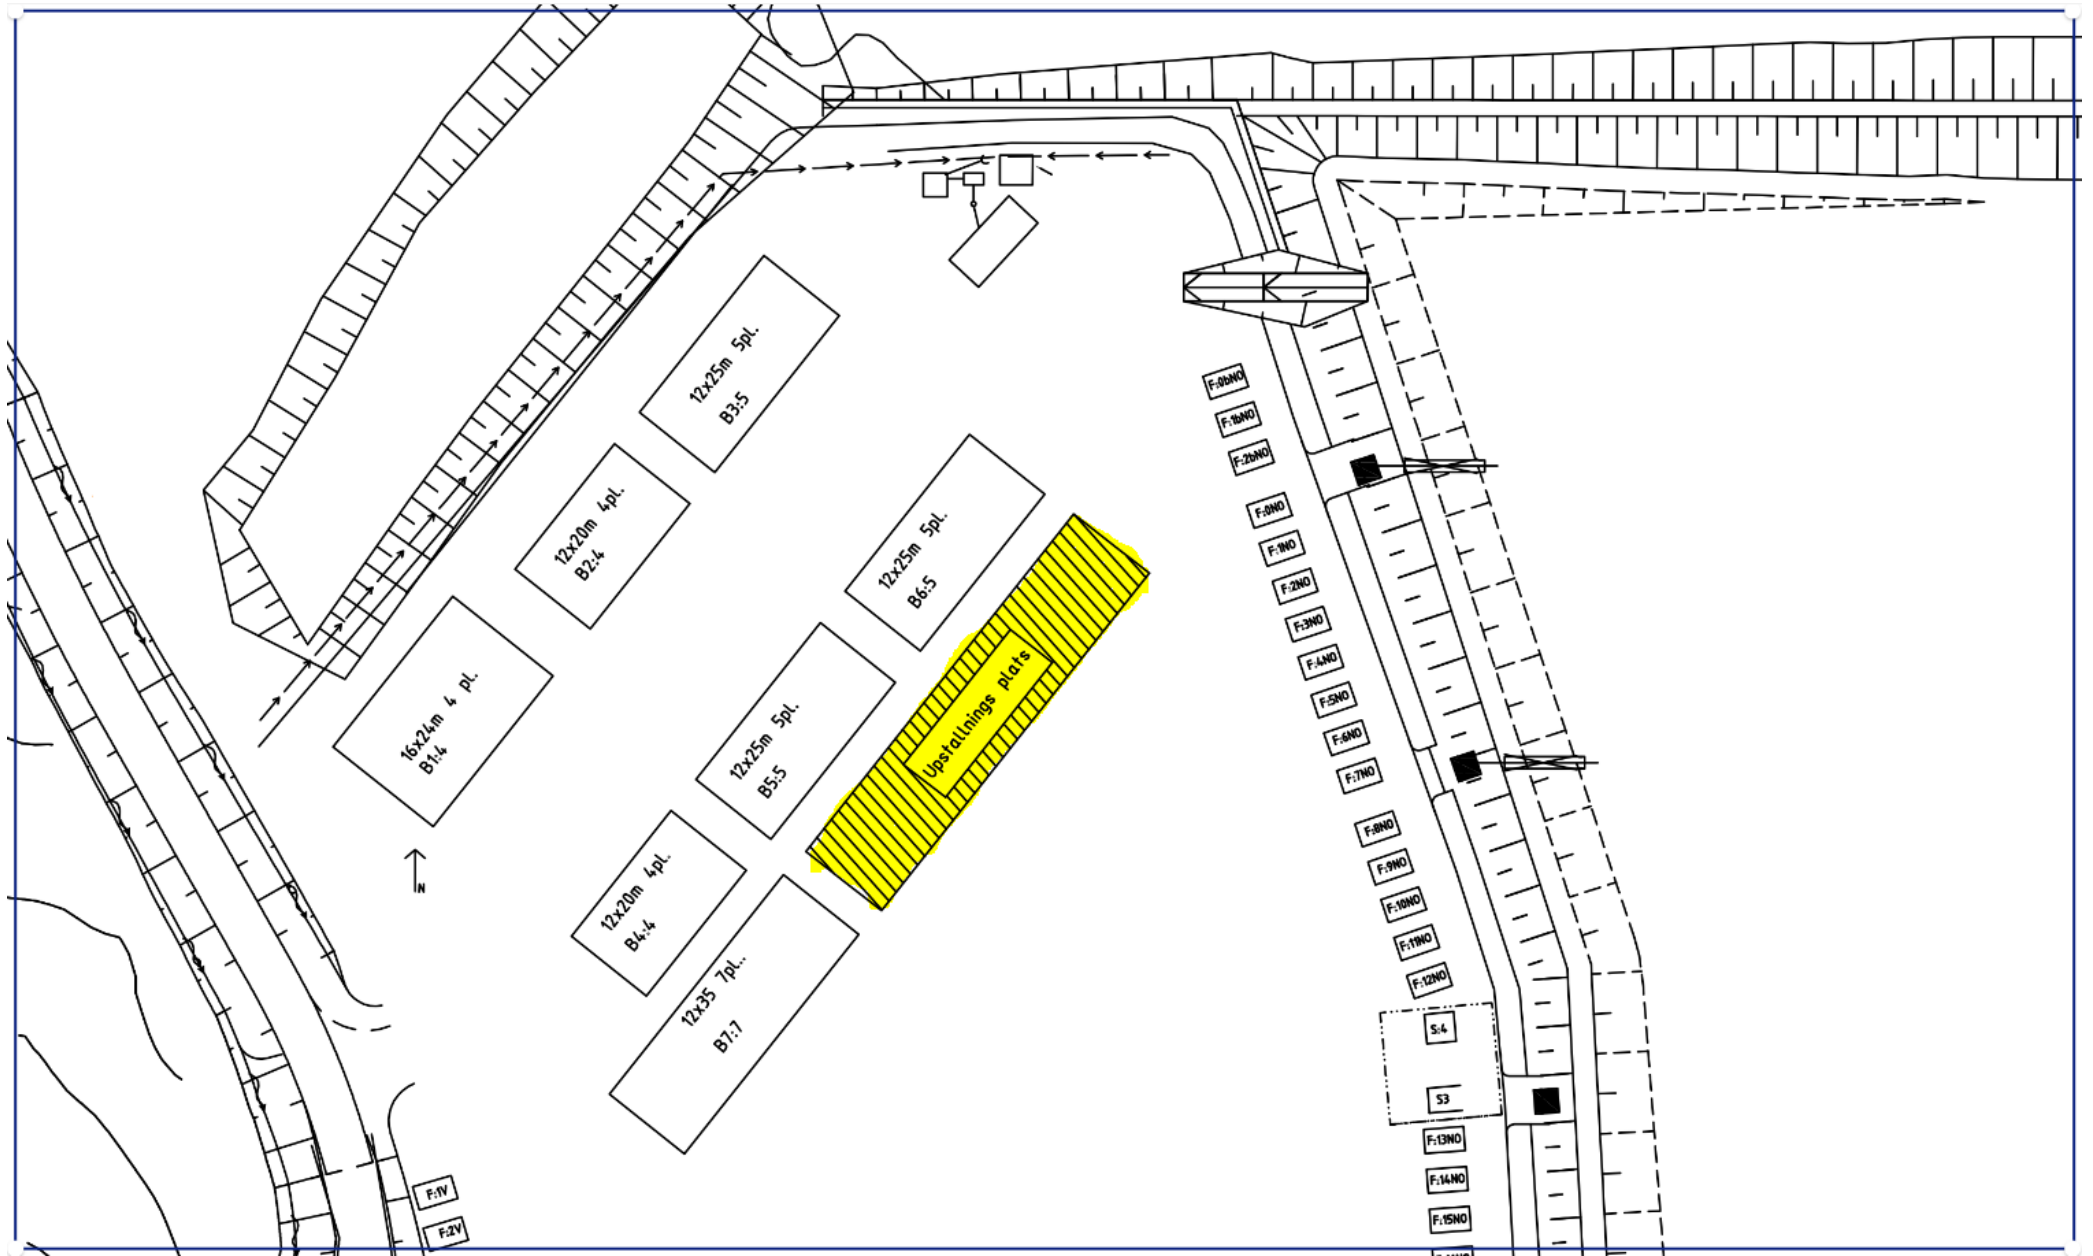 12x25m 5pl.
B3:5
12x20m 4pl.
B2:4
16x24m 4 pl.
B1:4
12x25m 5pl.
B6:5
12x25m 5pl.
B5:5
12x20m 4pl.
B4:4
12x35 7pl..
B7:7
Upstallnings plats
N
F:0bNO
F:1bNO
F:2bNO
F:0NO
F:1NO
F:2NO
F:3NO
F:4NO
F:5NO
F:6NO
F:7NO
F:8NO
F:9NO
F:10NO
F:11NO
F:12NO
S:4
S3
F:13NO
F:14NO
F:15NO
F:1V
F:2V